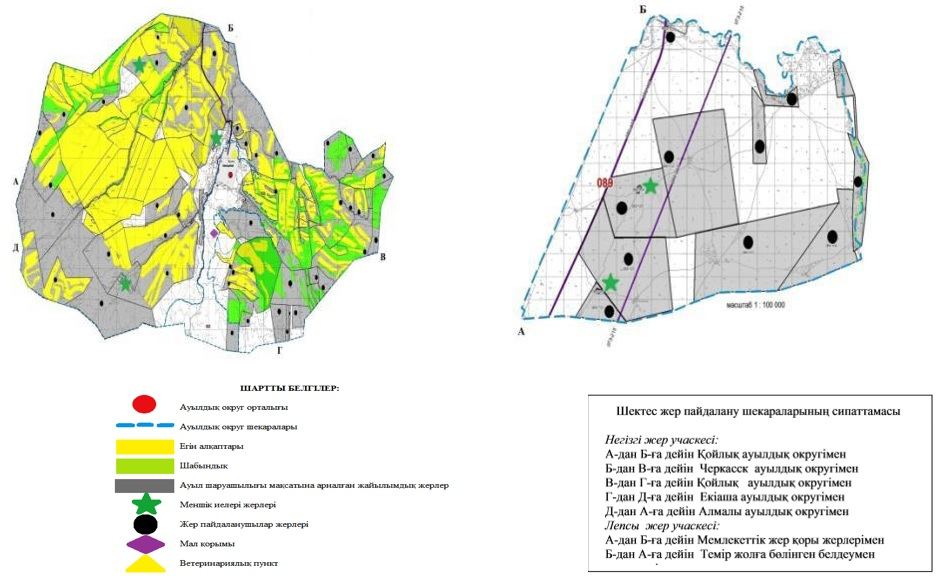 Б
А
Д
В
Г
Б
089
масштаб 1 : 100 000
А
ШАРТТЫ БЕЛГІЛЕР:
Ауылдық округ орталығы
Ауылдық округ шекаралары
Егін алқаптары
Шабындық
Ауыл шаруашылығы мақсатына арналған жайылымдық жерлер
Меншік иелері жерлері
Жер пайдаланушылар жерлері
Мал қорымы
Ветеринариялық пункт
Шектес жер пайдалану шекараларының сипаттамасы
Негізгі жер учаскесі:
А-дан Б-ға дейін Қойлық ауылдық округімен
Б-дан В-ға дейін Черкасск ауылдық округімен
В-дан Г-ға дейін Қойлық ауылдық округімен
Г-дан Д-ға дейін Екіаша ауылдық округімен
Д-дан А-ға дейін Алмалы ауылдық округімен
Лепсы жер учаскесі:
А-дан Б-ға дейін Мемлекеттік жер қоры жерлерімен
Б-дан А-ға дейін Темір жолға бөлінген белдеумен